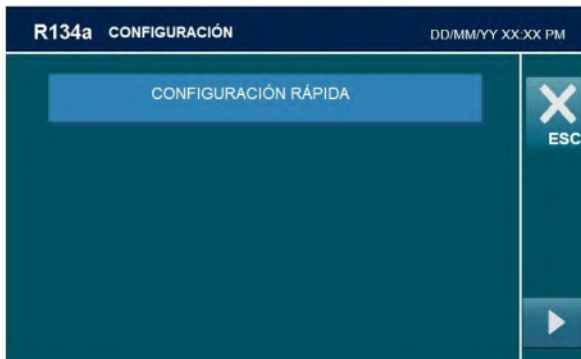 R134a CONFIGURACIÓN DD/MM/YY XX:XX PM
CONFIGURACIÓN RÁPIDA
ESC